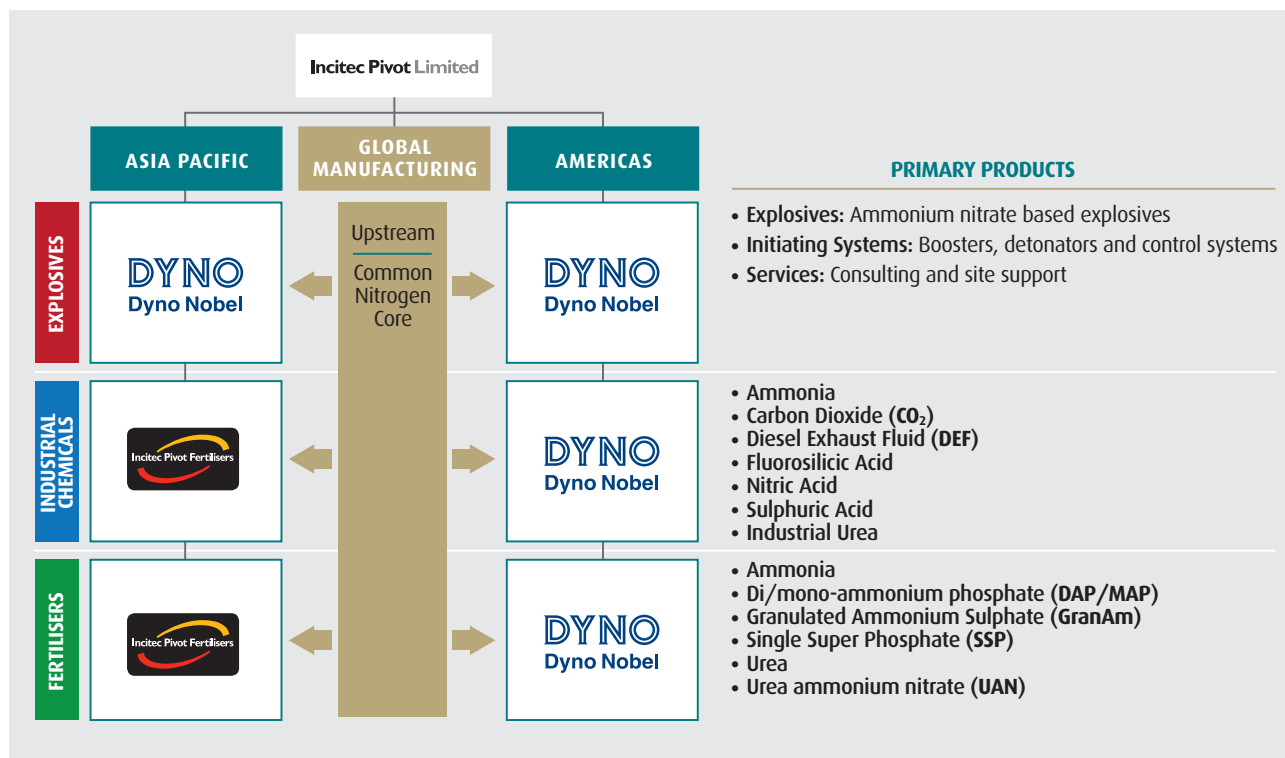 Incitec Pivot Limited
ASIA PACIFIC
GLOBAL
MANUFACTURING
AMERICAS
PRIMARY PRODUCTS
EXPLOSIVES
DYNO
Dyno Nobel
Upstream
Common
Nitrogen
Core
DYNO
Dyno Nobel
• Explosives: Ammonium nitrate based explosives
• Initiating Systems: Boosters, detonators and control systems
• Services: Consulting and site support
INDUSTRIAL
CHEMICALS
Incitec Pivot Fertilisers
DYNO
Dyno Nobel
• Ammonia
• Carbon Dioxide (CO₂)
• Diesel Exhaust Fluid (DEF)
• Fluorosilicic Acid
• Nitric Acid
• Sulphuric Acid
• Industrial Urea
FERTILISERS
Incitec Pivot Fertilisers
DYNO
Dyno Nobel
• Ammonia
• Di/mono-ammonium phosphate (DAP/MAP)
• Granulated Ammonium Sulphate (GranAm)
• Single Super Phosphate (SSP)
• Urea
• Urea ammonium nitrate (UAN)